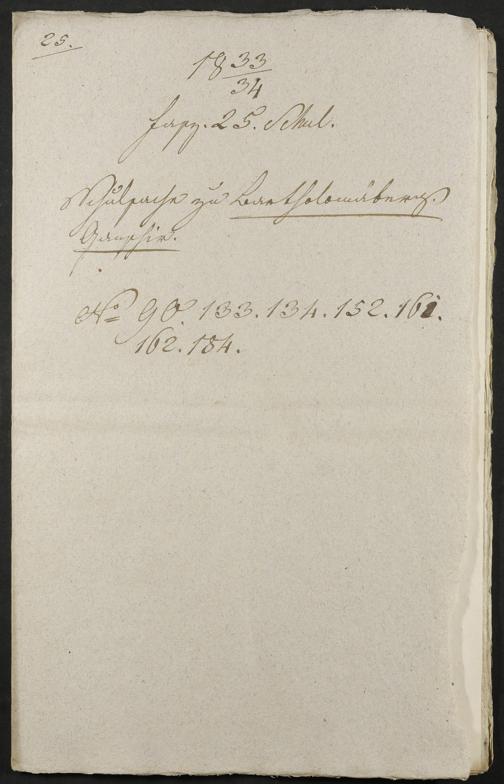 25.
18 33/34
Fasz. 25. Schul.
Schulsache zu Bartholomäberg.
No 90. 133. 134. 152. 161.
162. 184.